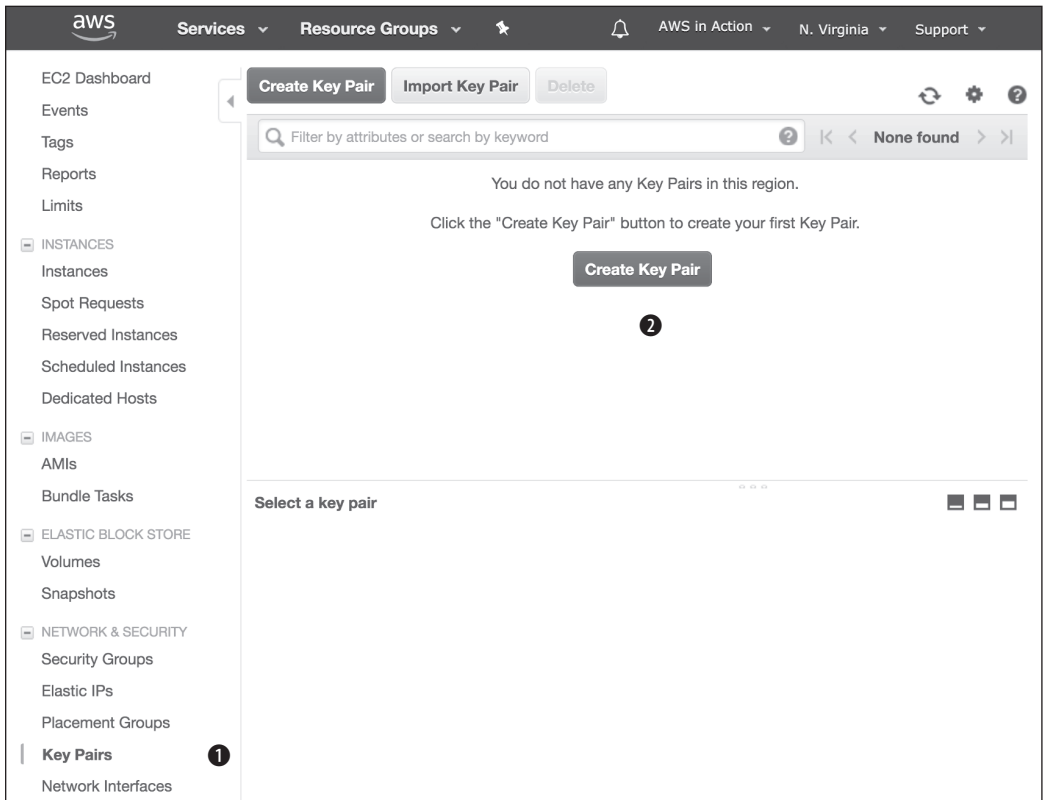 aws Services Resource Groups AWS in Action N. Virginia Support
EC2 Dashboard
Events
Tags
Reports
Limits
INSTANCES
Instances
Spot Requests
Reserved Instances
Scheduled Instances
Dedicated Hosts
IMAGES
AMIs
Bundle Tasks
ELASTIC BLOCK STORE
Volumes
Snapshots
NETWORK & SECURITY
Security Groups
Elastic IPs
Placement Groups
Key Pairs 1
Network Interfaces
Create Key Pair Import Key Pair Delete
Filter by attributes or search by keyword None found
You do not have any Key Pairs in this region.
Click the "Create Key Pair" button to create your first Key Pair.
Create Key Pair
2
Select a key pair